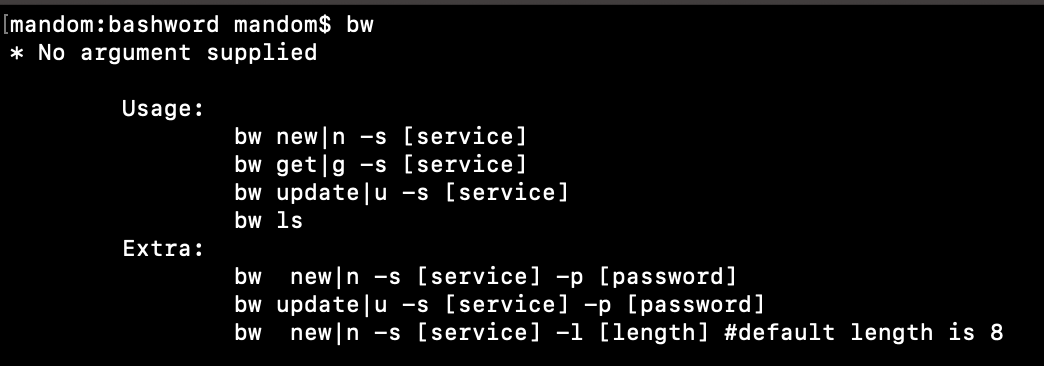 [mandom:bashword mandom$ bw
* No argument supplied
Usage:
bw new|n -s [service]
bw get|g -s [service]
bw update|u -s [service]
bw ls
Extra:
bw  new|n -s [service] -p [password]
bw update|u -s [service] -p [password]
bw  new|n -s [service] -l [length] #default length is 8